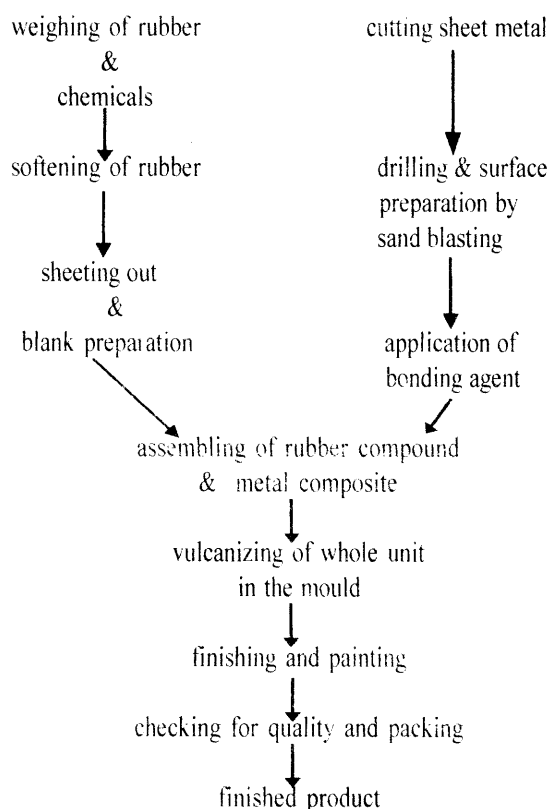 weighing of rubber
&
chemicals
softening of rubber
sheeting out
&
blank preparation
cutting sheet metal
drilling & surface
preparation by
sand blasting
application of
bonding agent
assembling of rubber compound
& metal composite
vulcanizing of whole unit
in the mould
finishing and painting
checking for quality and packing
finished product